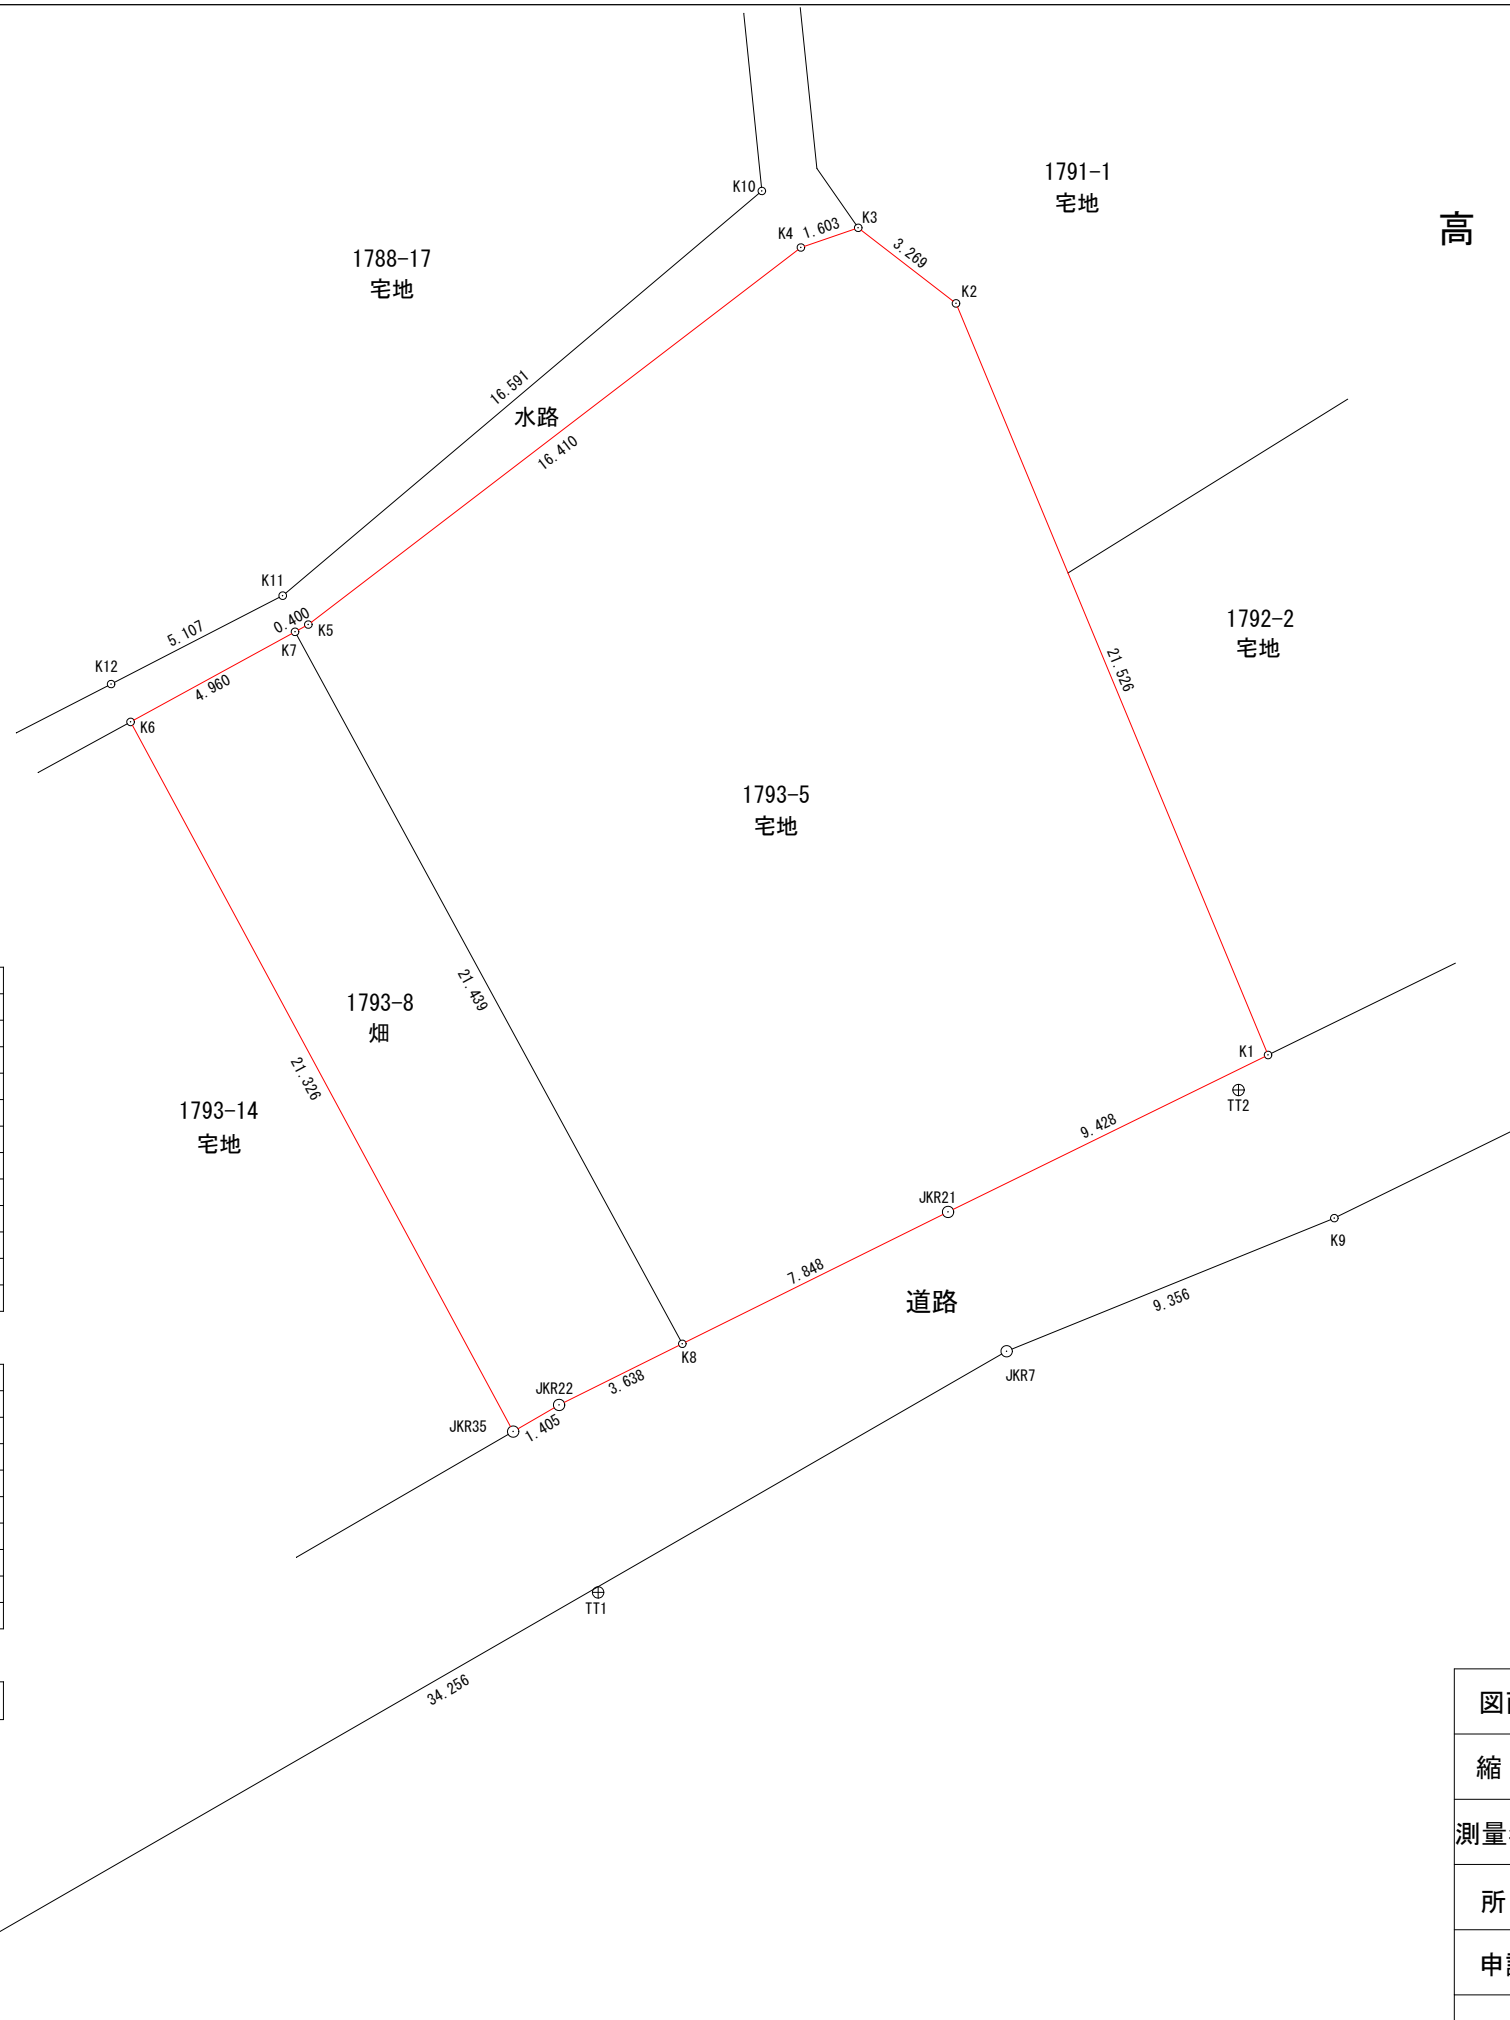 K10
K4
1.603
K3
3.269
K2
1791-1
宅地
高
1788-17
宅地
16.591
水路
16.410
K11
5.107
0.400
K5
K7
K12
4.960
K6
1792-2
宅地
21.526
1793-5
宅地
21.439
1793-8
畑
21.326
1793-14
宅地
K1
TT2
9.428
JKR21
7.848
道路
K9
9.356
JKR7
K8
3.638
JKR22
JKR35
1.405
TT1
34.256
図
縮
測量
所
申